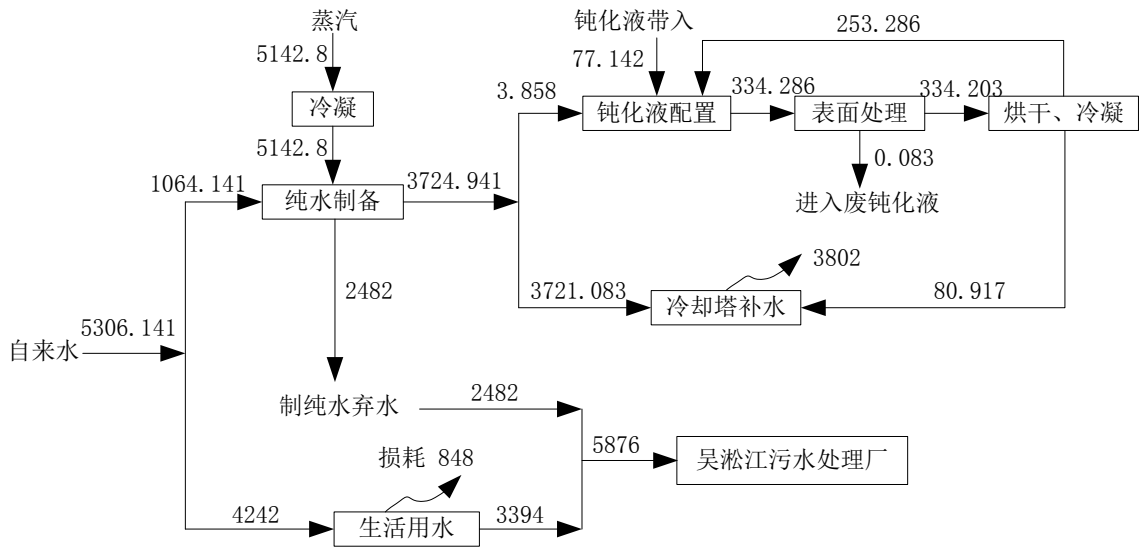 蒸汽
5142.8
冷凝
5142.8
钝化液带入
77.142
253.286
3.858
钝化液配置
334.286
表面处理
334.203
烘干、冷凝
0.083
进入废钝化液
1064.141
纯水制备
3724.941
2482
3721.083
冷却塔补水
3802
80.917
自来水
5306.141
制纯水弃水
2482
5876
吴淞江污水处理厂
损耗 848
4242
生活用水
3394